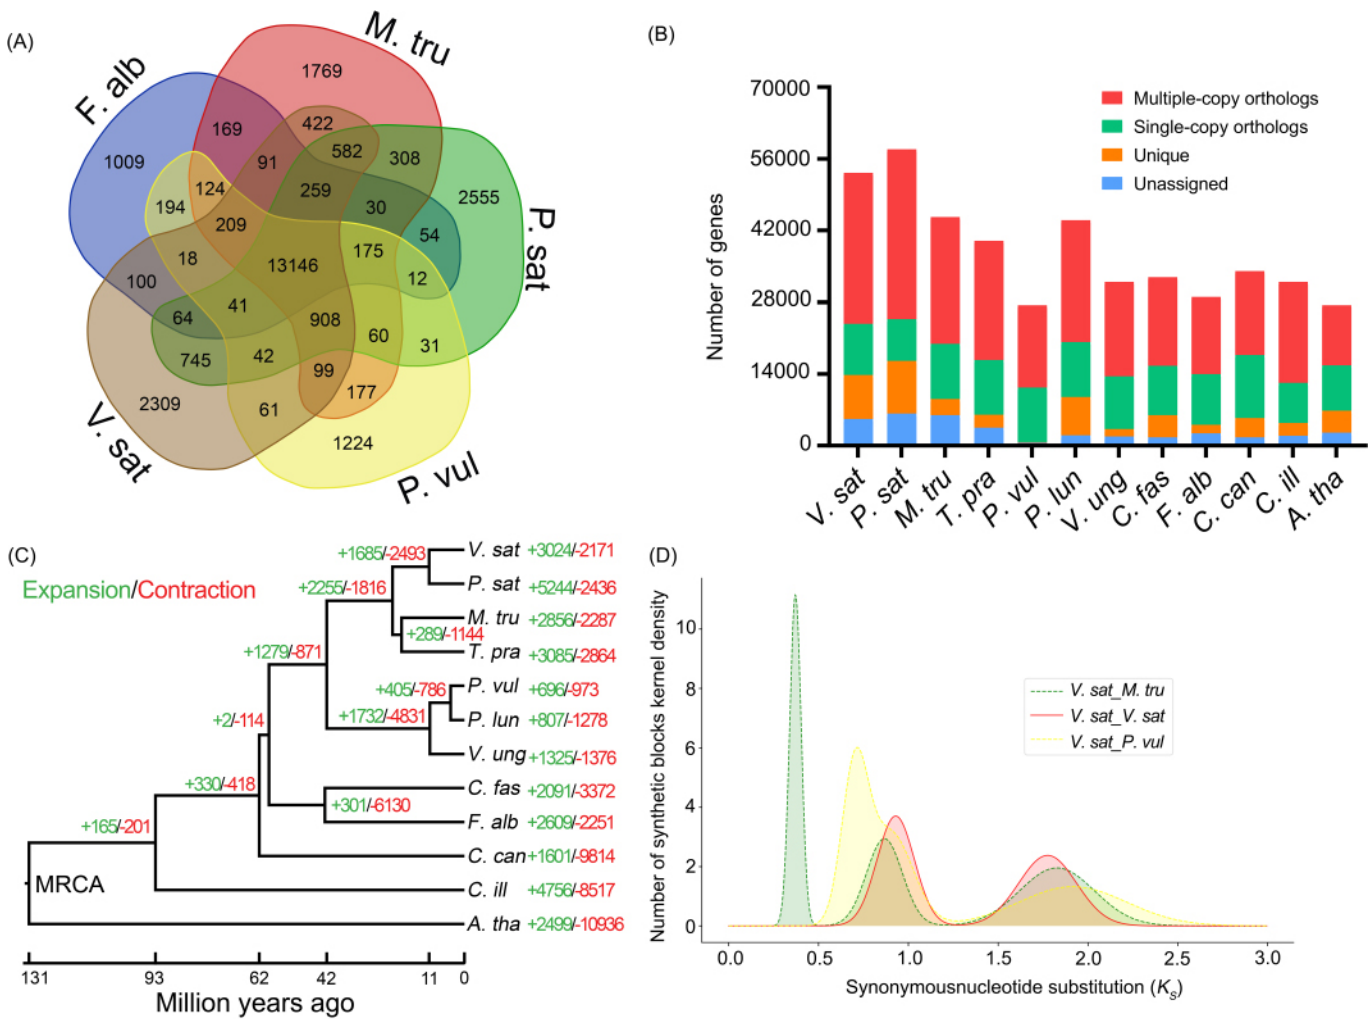 (A)
M. tru
F. alb
P. sat
V. sat
P. vul
1769
422
169
582
308
1009
91
2555
124
259
194
30
209
54
175
18
13146
12
100
41
64
908
60
31
745
42
99
177
2309
61
1224
(B)
70000
56000
42000
28000
14000
0
Number of genes
Multiple-copy orthologs
Single-copy orthologs
Unique
Unassigned
V. sat
P. sat
M. tru
T. pra
P. vul
P. lun
V. ung
C. fas
F. alb
C. can
C. ill
A. tha
(C)
Expansion/Contraction
+1685/-2493
V. sat +3024/-2171
+2255/-1816
P. sat +5244/-2436
M. tru +2856/-2287
+289/-1144
+1279/-871
T. pra +3085/-2864
+405/-786
P. vul +696/-973
+2/-114
+1732/-4831
P. lun +807/-1278
V. ung +1325/-1376
+330/-418
C. fas +2091/-3372
+301/-6130
+165/-201
F. alb +2609/-2251
C. can +1601/-9814
MRCA
C. ill +4756/-8517
A. tha +2499/-10936
131 93 62 42 11 0
Million years ago
(D)
Number of synthetic blocks kernel density
10
8
6
4
2
0
V. sat_M. tru
V. sat_V. sat
V. sat_P. vul
0.0 0.5 1.0 1.5 2.0 2.5 3.0
Synonymousnucleotide substitution (Ks)